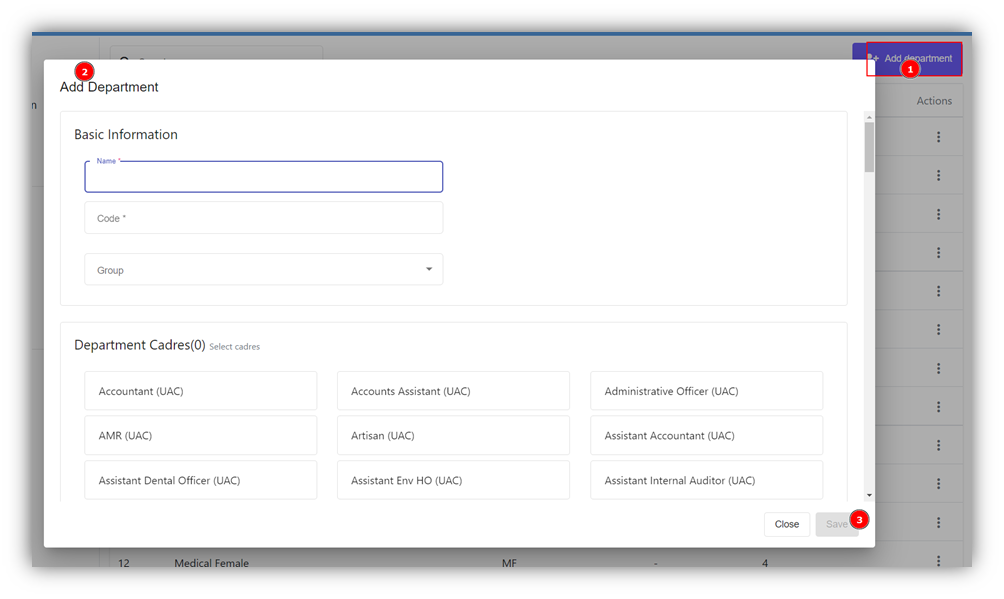 Add department
1
2
Add Department
n
Actions
Basic Information
Name *
Code *
Group
Department Cadres(0) Select cadres
Accountant (UAC) Accounts Assistant (UAC) Administrative Officer (UAC)
AMR (UAC) Artisan (UAC) Assistant Accountant (UAC)
Assistant Dental Officer (UAC) Assistant Env HO (UAC) Assistant Internal Auditor (UAC)
Close Save 3
12 Medical Female MF - 4